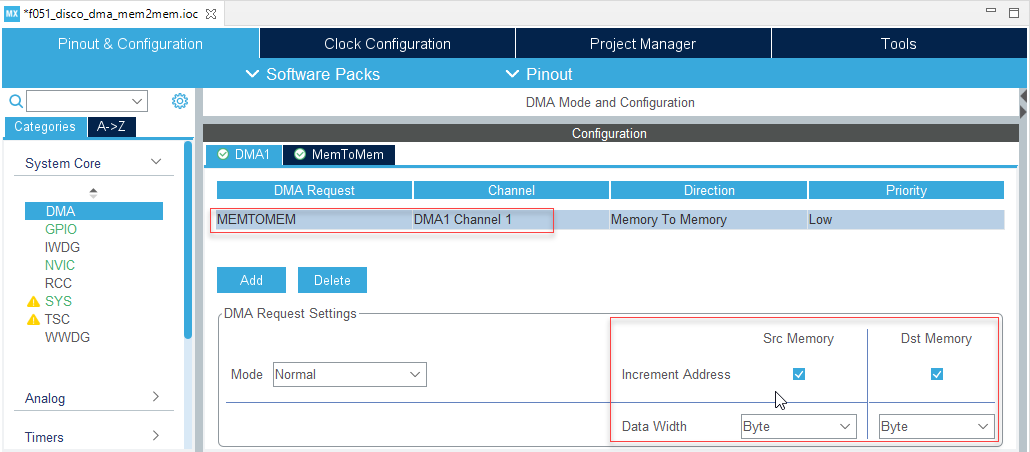 MX *f051_disco_dma_mem2mem.ioc
Pinout & Configuration Clock Configuration Project Manager Tools
Software Packs Pinout
DMA Mode and Configuration
Categories A->Z
Configuration
DMA1 MemToMem
System Core
DMA Request Channel Direction Priority
DMA
MEMTOMEM DMA1 Channel 1 Memory To Memory Low
GPIO
IWDG
NVIC
RCC
Add Delete
SYS
TSC
DMA Request Settings
WWDG
Src Memory Dst Memory
Mode Normal Increment Address
Analog
Data Width Byte Byte
Timers